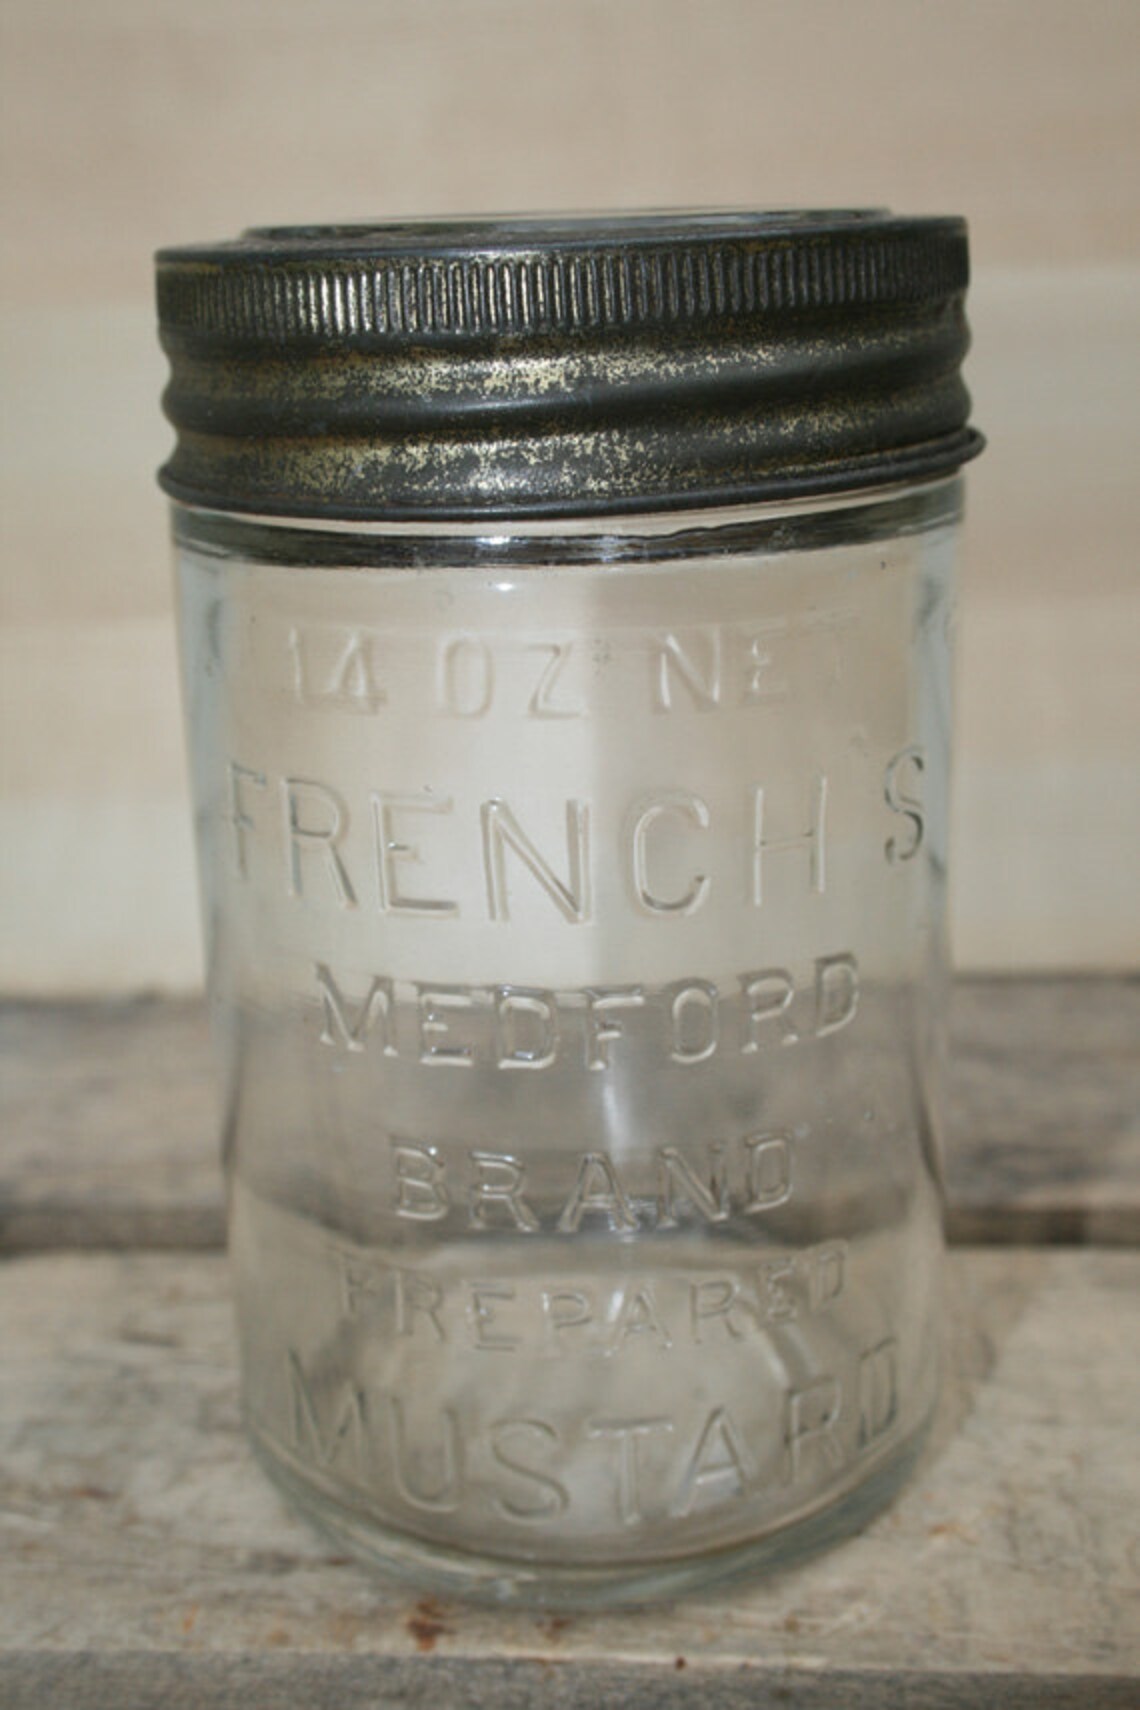 14 OZ NET
FRENCH'S
MEDFORD
BRAND
PREPARED
MUSTARD